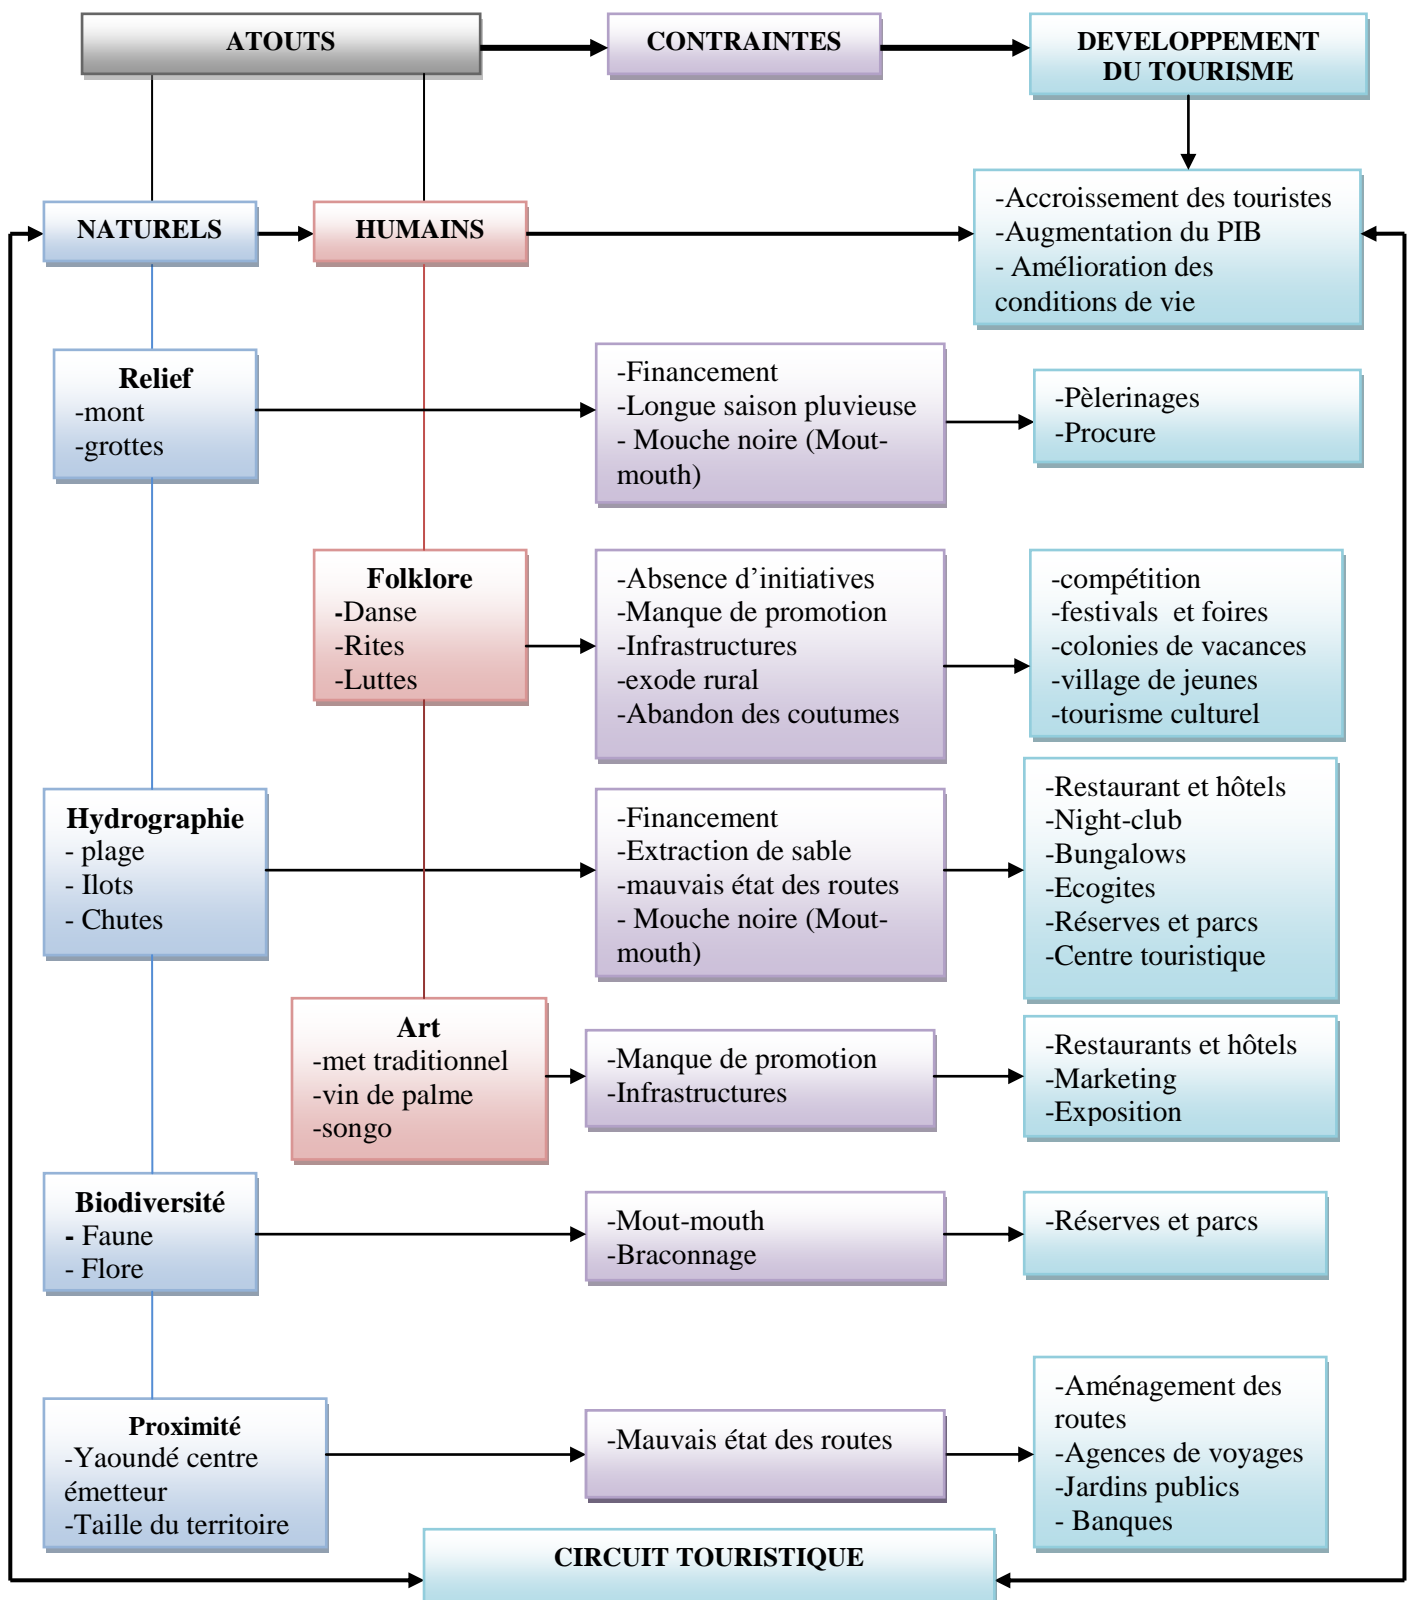 ATOUTS
CONTRAINTES
DEVELOPPEMENT
DU TOURISME
NATURELS
HUMAINS
-Accroissement des touristes
-Augmentation du PIB
- Amélioration des
conditions de vie
Relief
-mont
-grottes
-Financement
-Longue saison pluvieuse
- Mouche noire (Mout-
mouth)
-Pèlerinages
-Procure
Folklore
-Danse
-Rites
-Luttes
-Absence d’initiatives
-Manque de promotion
-Infrastructures
-exode rural
-Abandon des coutumes
-compétition
-festivals et foires
-colonies de vacances
-village de jeunes
-tourisme culturel
Hydrographie
- plage
- Ilots
- Chutes
-Financement
-Extraction de sable
-mauvais état des routes
- Mouche noire (Mout-
mouth)
-Restaurant et hôtels
-Night-club
-Bungalows
-Ecogites
-Réserves et parcs
-Centre touristique
Art
-met traditionnel
-vin de palme
-songo
-Manque de promotion
-Infrastructures
-Restaurants et hôtels
-Marketing
-Exposition
Biodiversité
- Faune
- Flore
-Mout-mouth
-Braconnage
-Réserves et parcs
Proximité
-Yaoundé centre
émetteur
-Taille du territoire
-Mauvais état des routes
-Aménagement des
routes
-Agences de voyages
-Jardins publics
- Banques
CIRCUIT TOURISTIQUE